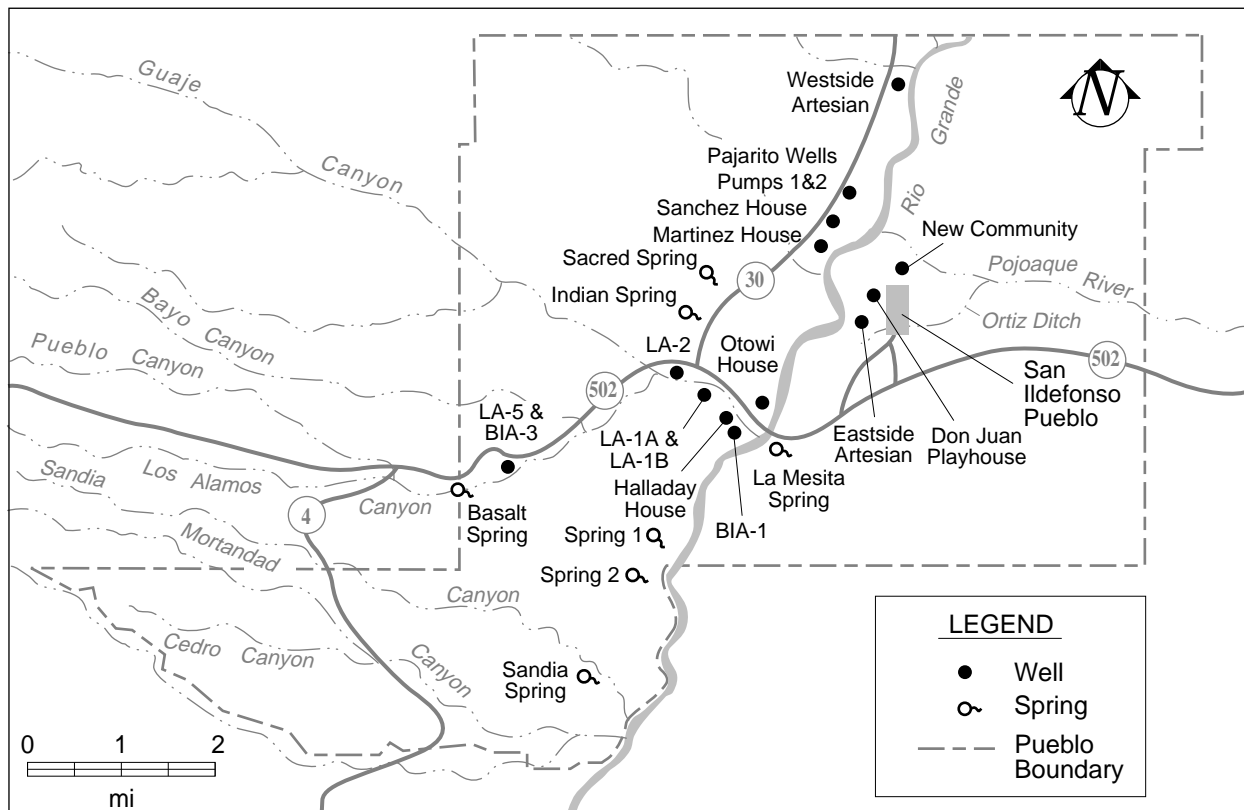 Guaje
Canyon
Westside
Artesian
N
Grande
Rio
Pajarito Wells
Pumps 1&2
Sanchez House
Martinez House
New Community
Sacred Spring
Indian Spring
30
Pojoaque
River
Ortiz Ditch
Bayo Canyon
Pueblo Canyon
LA-2
Otowi
House
502
502
San
Ildefonso
Pueblo
LA-5 &
BIA-3
LA-1A &
LA-1B
Halladay
House
BIA-1
La Mesita
Spring
Eastside
Artesian
Don Juan
Playhouse
Sandia
Los Alamos
Canyon
Basalt
Spring
4
Mortandad
Spring 1
Spring 2
Canyon
Cedro Canyon
Canyon
Sandia
Spring
LEGEND
Well
Spring
Pueblo
Boundary
0 1 2
mi